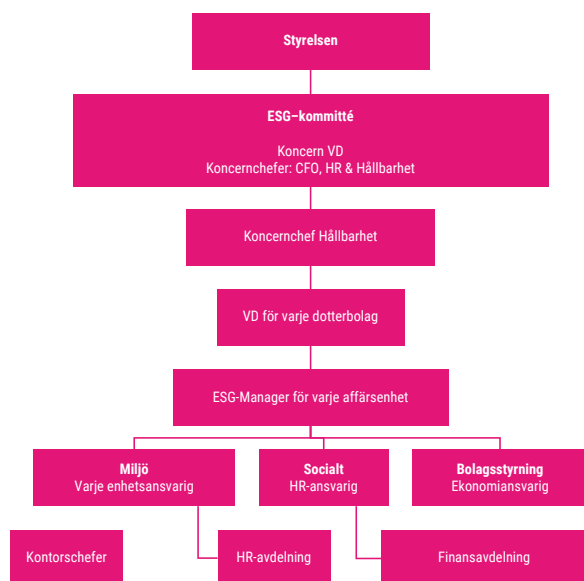 Styrelsen
ESG–kommitté
Koncern VD
Koncernchefer: CFO, HR & Hållbarhet
Koncernchef Hållbarhet
VD för varje dotterbolag
ESG-Manager för varje affärsenhet
Miljö
Varje enhetsansvarig
Socialt
HR-ansvarig
Bolagsstyrning
Ekonomiansvarig
Kontorschefer
HR-avdelning
Finansavdelning